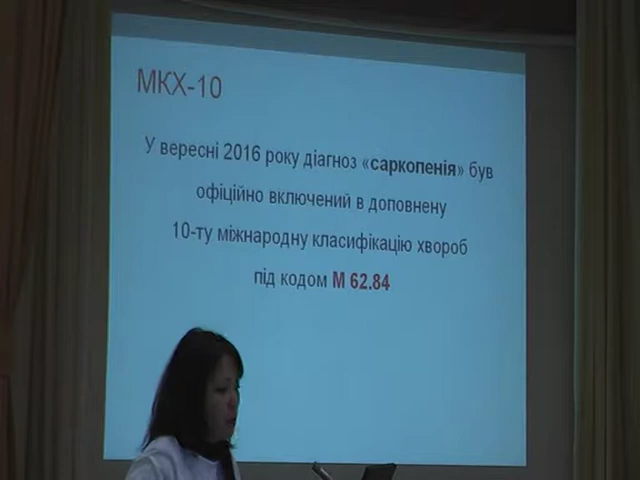 МКХ-10
У вересні 2016 року діагноз «саркопенія» був
офіційно включений в доповнену
10-ту міжнародну класифікацію хвороб
під кодом М 62.84